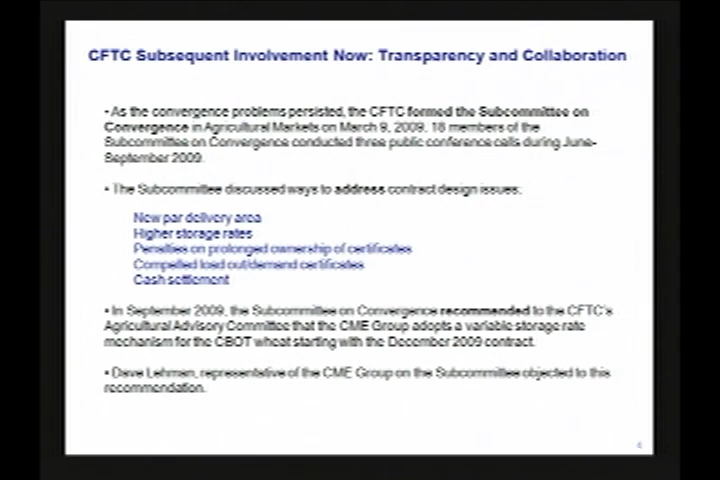 CFTC Subsequent Involvement Now: Transparency and Collaboration
• As the convergence problems persisted, the CFTC formed the Subcommittee on
Convergence in Agricultural Markets on March 9, 2009. 18 members of the
Subcommittee on Convergence conducted three public conference calls during June-
September 2009.
• The Subcommittee discussed ways to address contract design issues:
New par delivery area
Higher storage rates
Penalties on prolonged ownership of certificates
Compelled load out/demand certificates
Cash settlement
• In September 2009, the Subcommittee on Convergence recommended to the CFTC's
Agricultural Advisory Committee that the CME Group adopts a variable storage rate
mechanism for the CBOT wheat starting with the December 2009 contract.
• Dave Lehman, representative of the CME Group on the Subcommittee objected to this
recommendation.